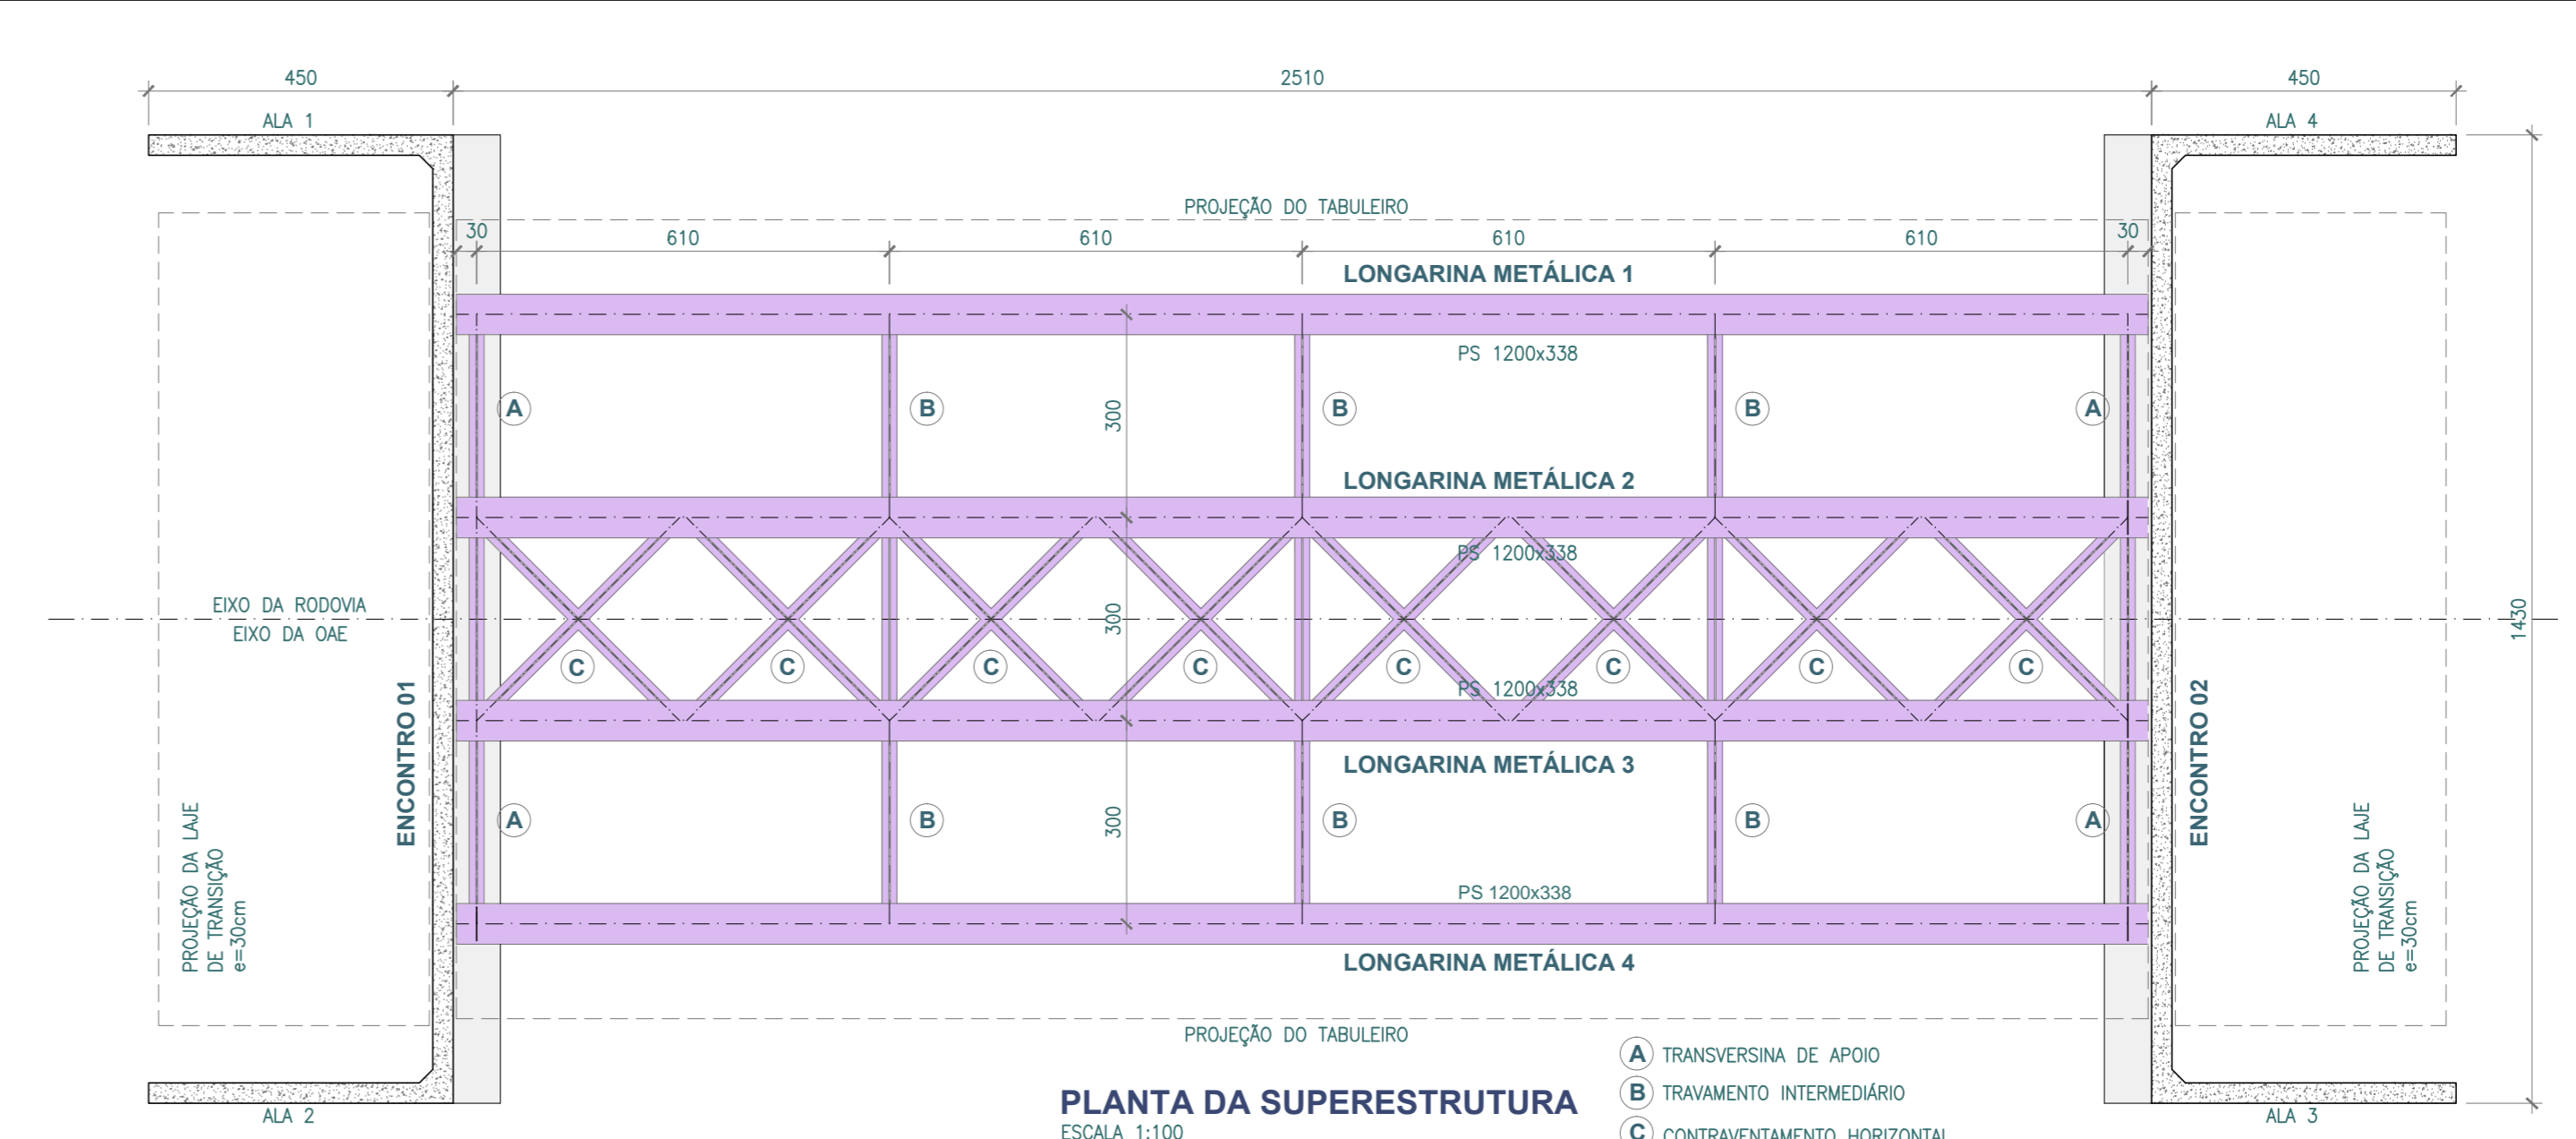 450
2510
450
ALA 1
ALA 4
PROJEÇÃO DO TABULEIRO
30
610
610
610
610
30
LONGARINA METÁLICA 1
PS 1200x338
A
B
300
B
B
A
LONGARINA METÁLICA 2
PS 1200x338
EIXO DA RODOVIA
EIXO DA OAE
300
1430
C
C
C
C
C
C
C
C
PS 1200x338
ENCONTRO 01
ENCONTRO 02
LONGARINA METÁLICA 3
A
B
300
B
B
A
PROJEÇÃO DA LAJE
DE TRANSIÇÃO
e=30cm
PROJEÇÃO DA LAJE
DE TRANSIÇÃO
e=30cm
PS 1200x338
LONGARINA METÁLICA 4
PROJEÇÃO DO TABULEIRO
A TRANSVERSINA DE APOIO
B TRAVAMENTO INTERMEDIÁRIO
C CONTRAVENTAMENTO HORIZONTAL
PLANTA DA SUPERESTRUTURA
ESCALA 1:100
ALA 2
ALA 3